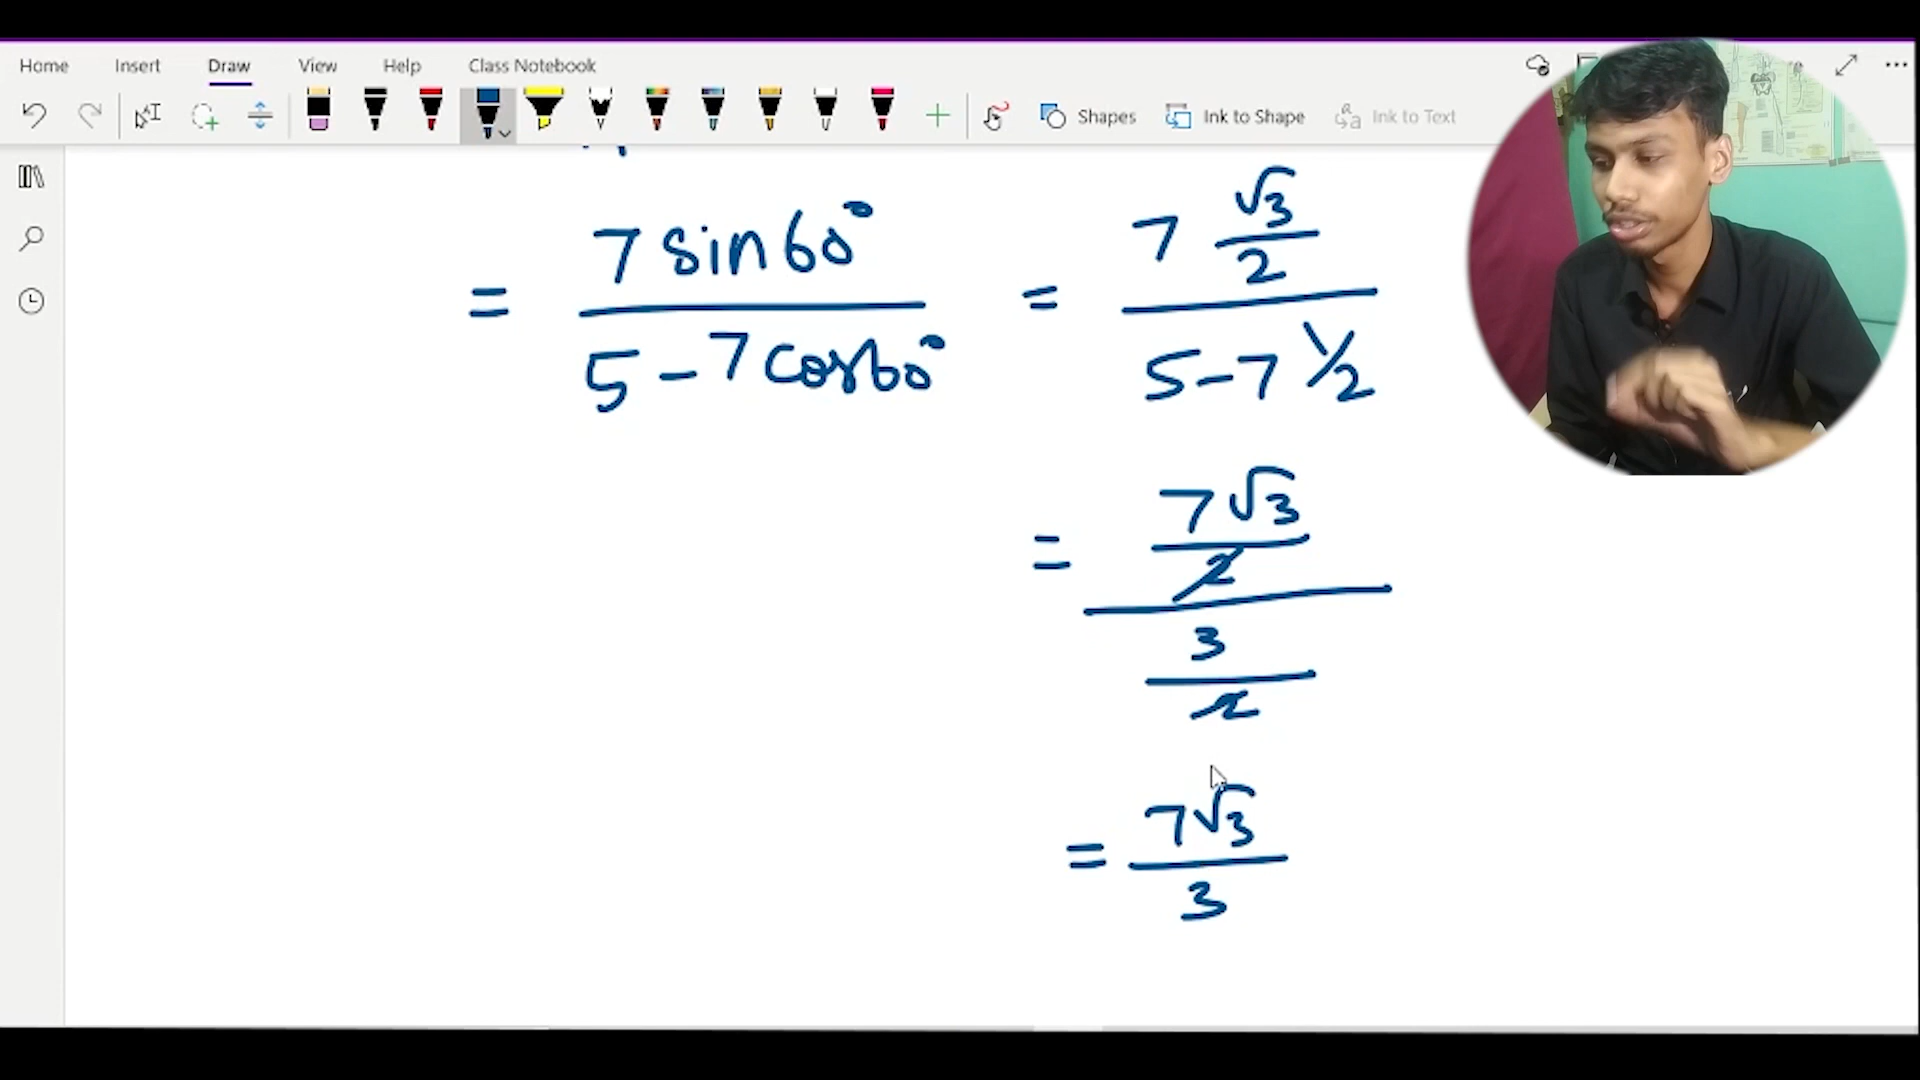 Home Insert Draw View Help Class Notebook
Shapes Ink to Shape Ink to Text
= 7 sin 60° / 5 - 7 cos 60° = 7 √3/2 / 5 - 7 1/2
= 7√3/2 / 3/2
= 7√3 / 3